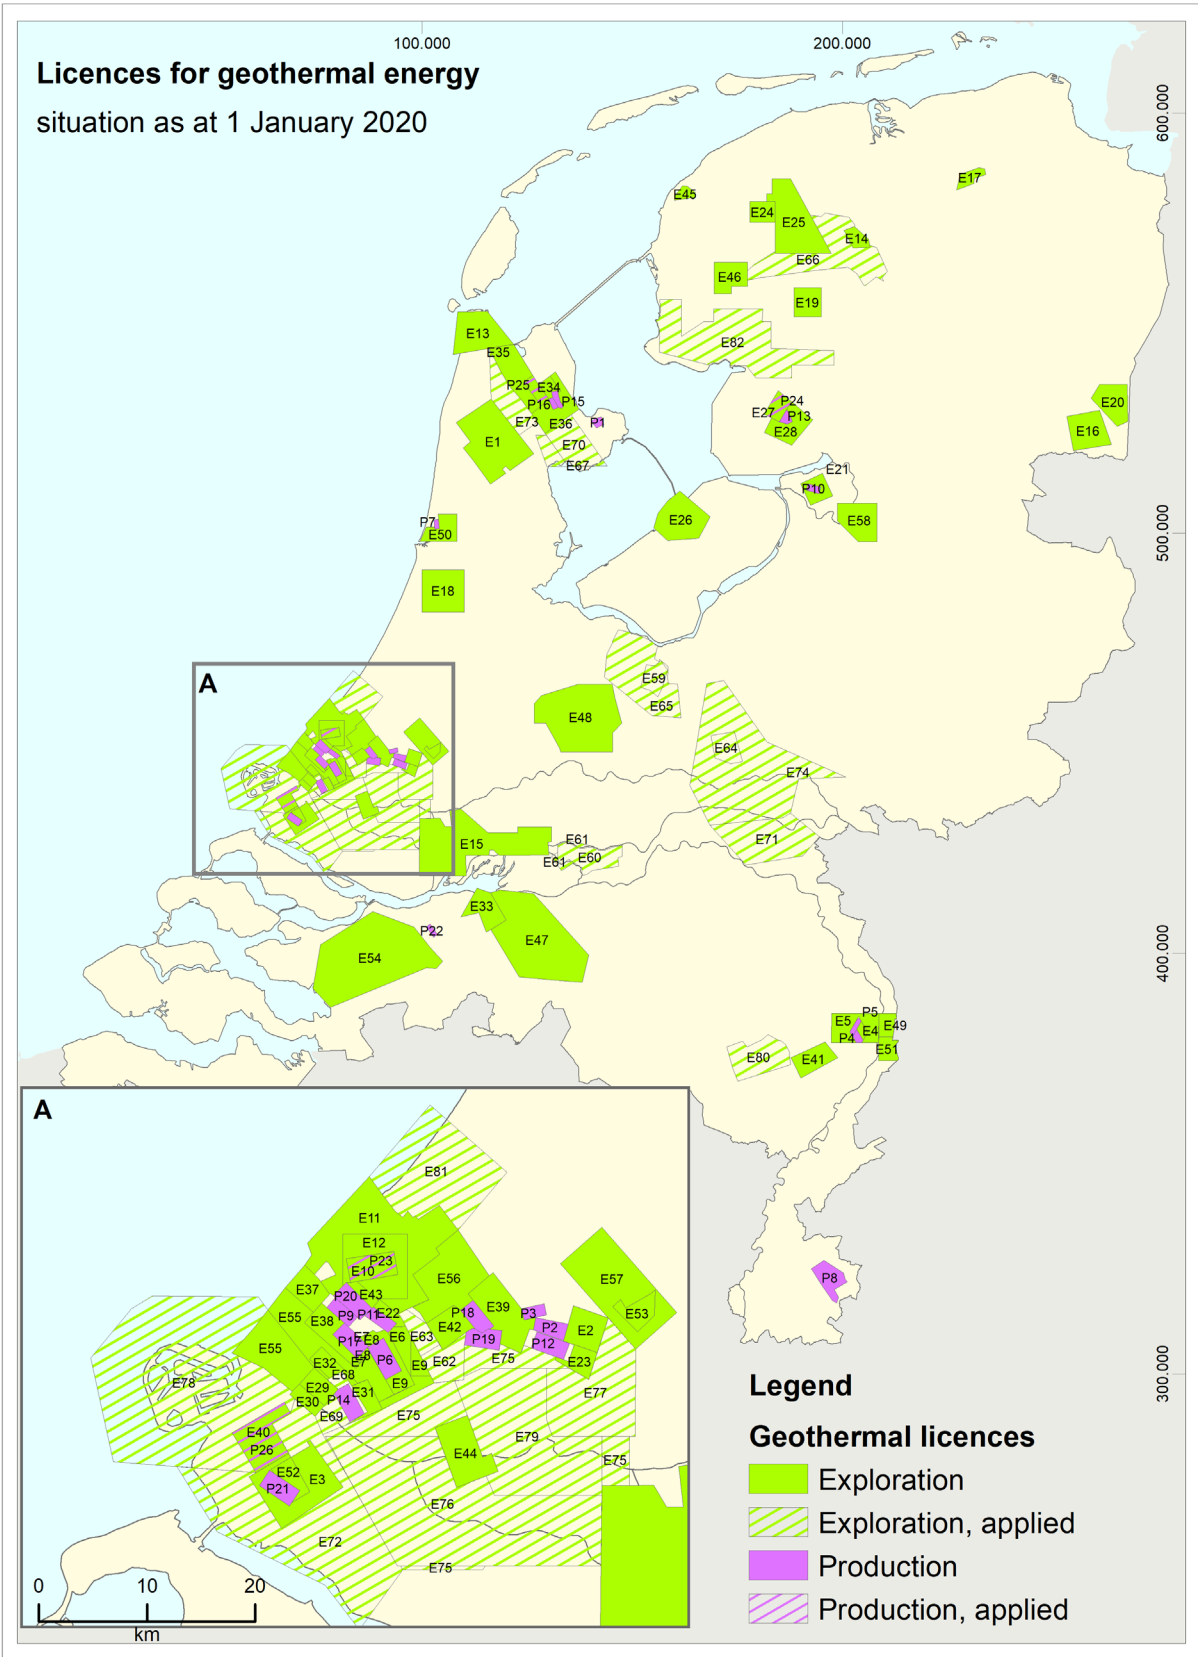 100.000
200.000
Licences for geothermal energy
situation as at 1 January 2020
600.000
E17
E45
E24
E25
E14
E66
E46
E19
E13
E82
E35
P25
E34
P15
P16
E73
E36
P1
E1
E70
E67
P24
E27
P13
E28
E20
E16
E21
P10
E26
E58
500.000
P7
E50
E18
A
E59
E65
E48
E64
E74
E15
E61
E61
E60
E71
E33
P22
E47
E54
400.000
P5
E5
E4
E49
P4
E51
E80
E41
P8
300.000
A
E81
E11
E12
P23
E10
E56
E57
E37
P20
E43
E39
E53
E55
E38
P9
P11
E22
P18
P3
E42
P2
E2
E55
P17
E7
E8
E6
E63
P19
P12
E32
E8
E7
P6
E9
E62
E75
E23
E78
E68
E29
E31
E9
E77
E30
P14
E69
E75
E40
P26
E44
E79
E75
E52
E3
P21
E76
E72
E75
0
10
20
km
Legend
Geothermal licences
Exploration
Exploration, applied
Production
Production, applied